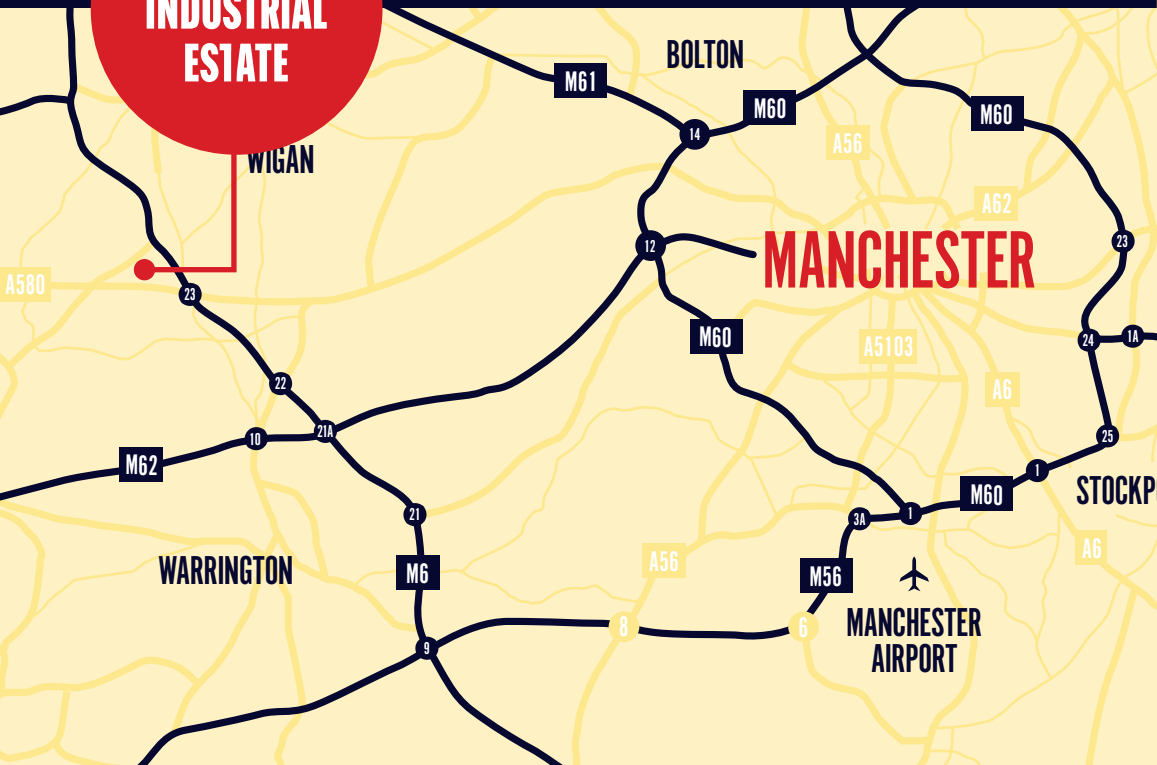 INDUSTRIAL
ESTATE
BOLTON
M61
M60
M60
14
A56
WIGAN
A62
12
MANCHESTER
23
A580
23
M60
A5103
24
1A
22
A6
21A
10
25
M62
1
M60
STOCKP
21
3A
1
A6
A56
WARRINGTON
M6
M56
8
6
MANCHESTER
AIRPORT
9